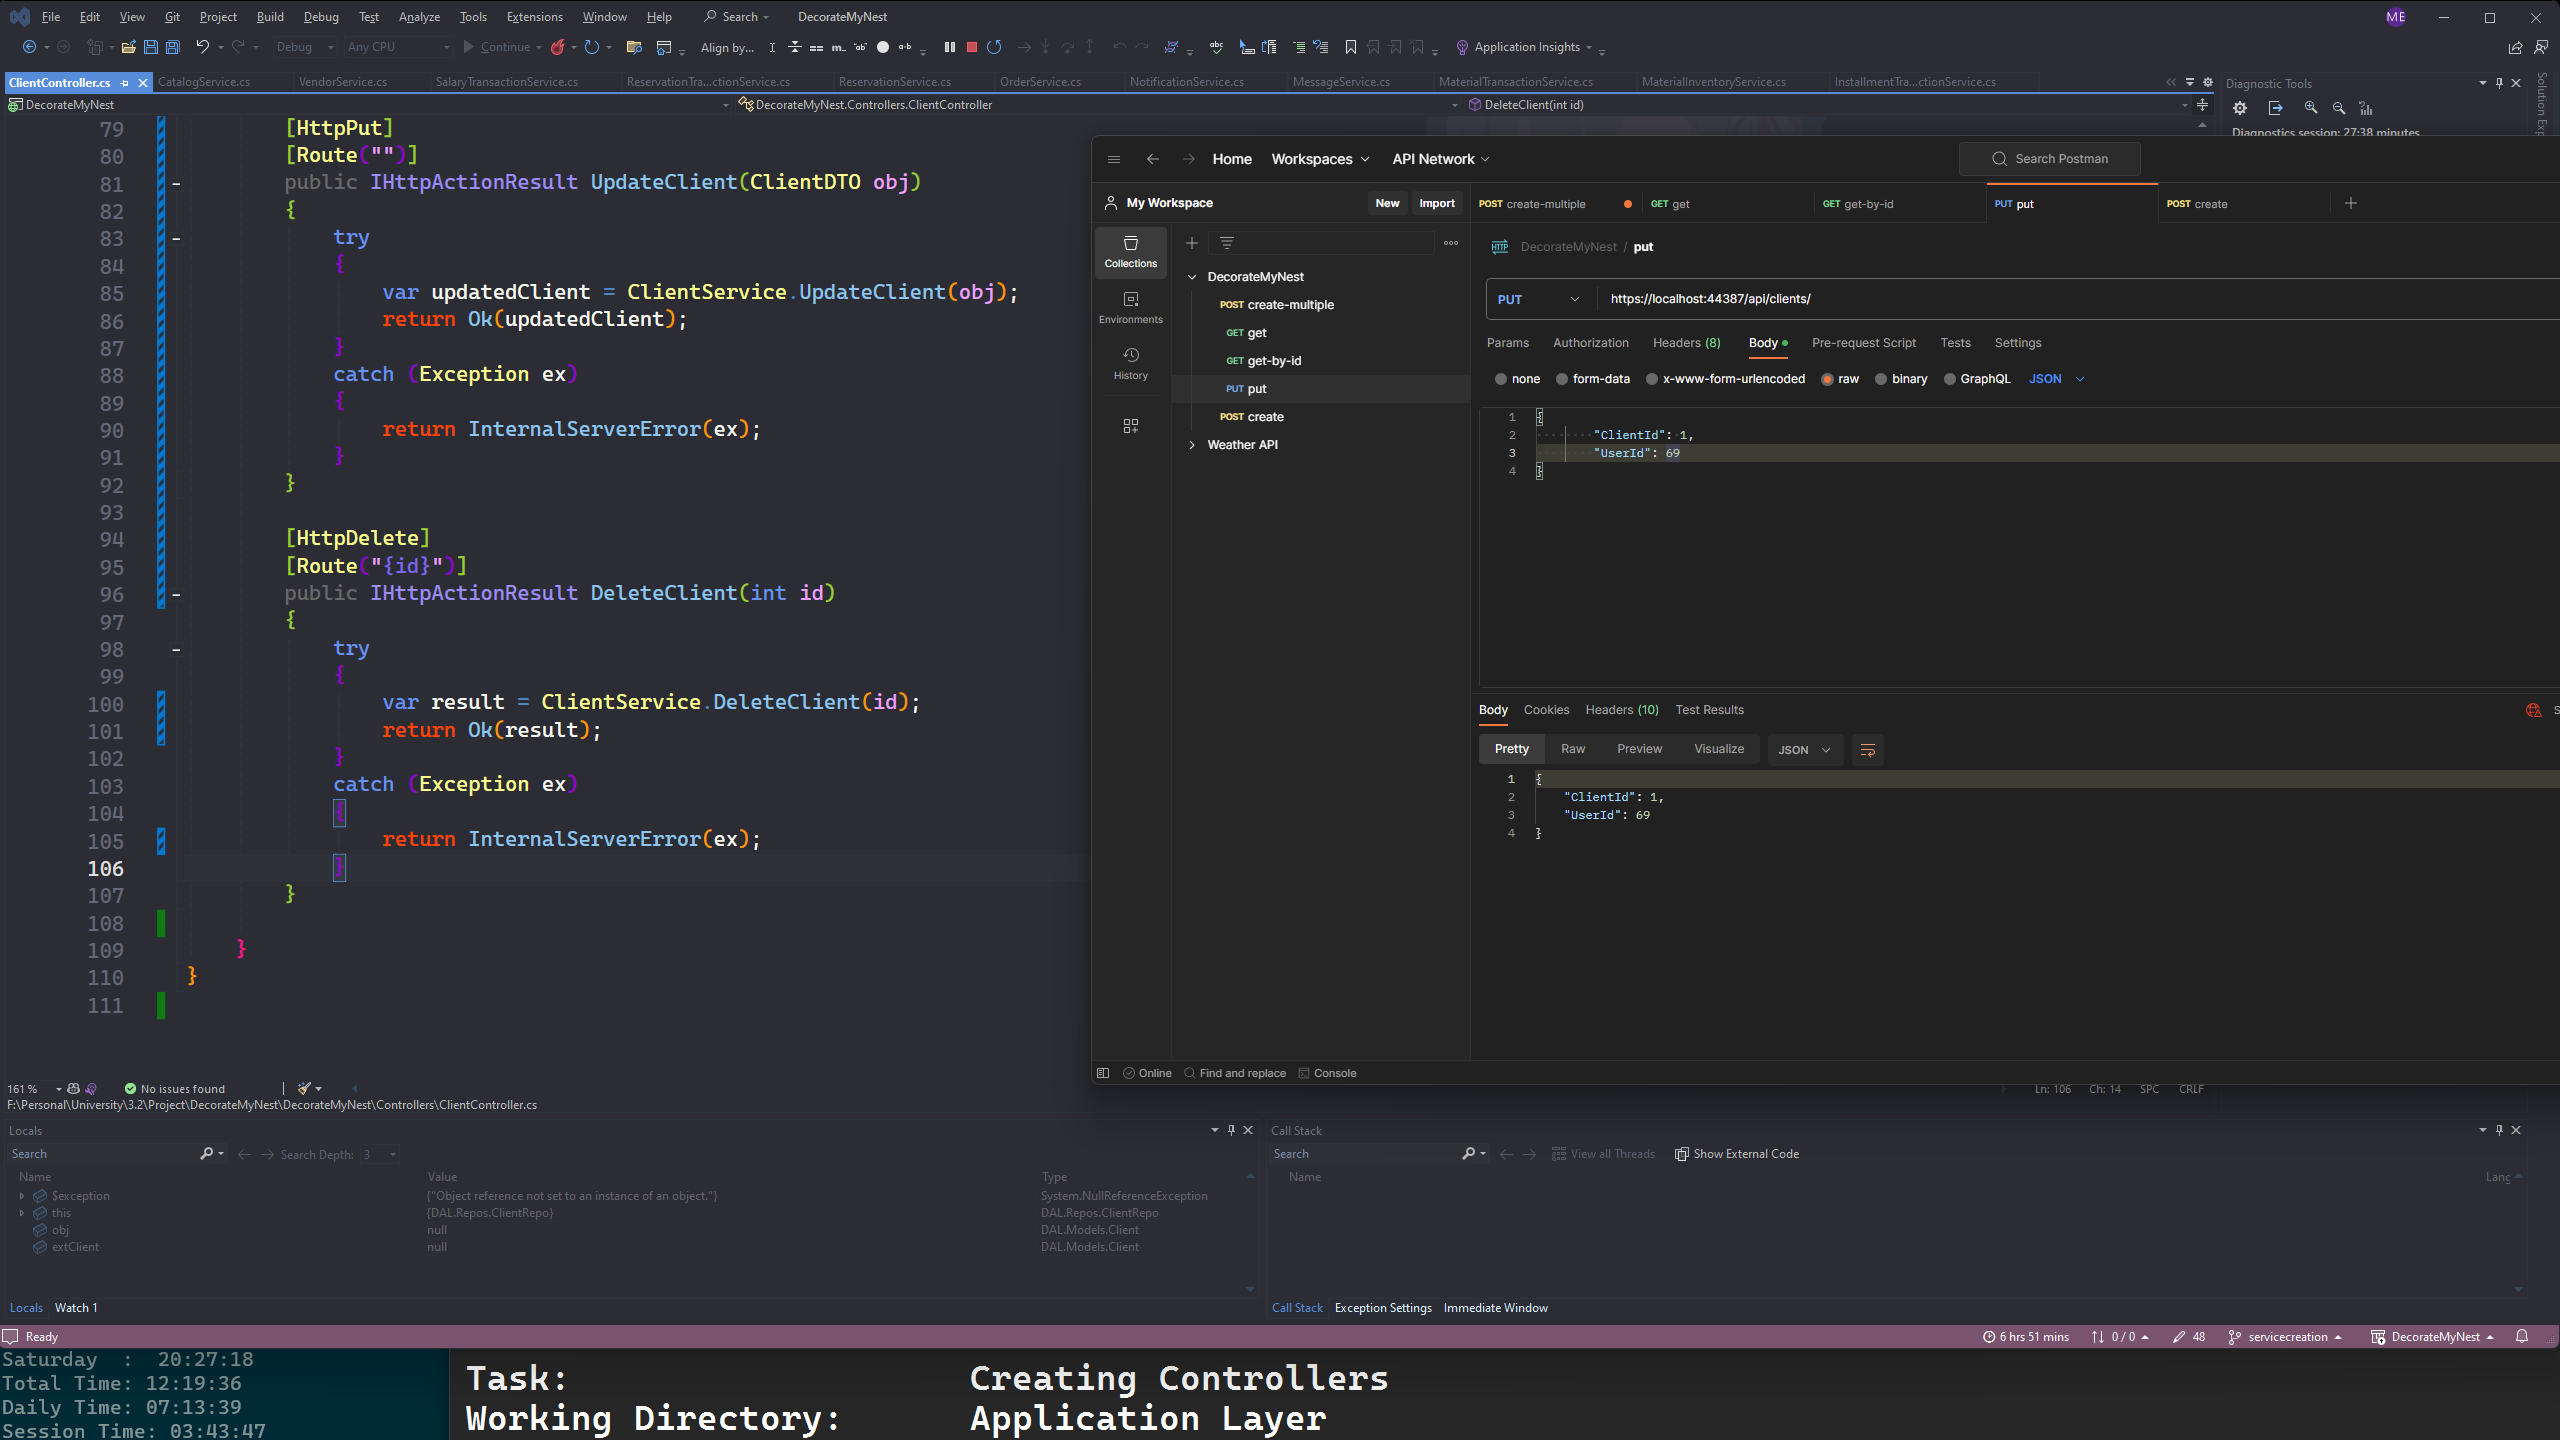 File Edit View Git Project Build Debug Test Analyze Tools Extensions Window Help Search DecorateMyNest ME
Debug Any CPU Continue Align by... Application Insights
ClientController.cs CatalogService.cs VendorService.cs SalaryTransactionService.cs ReservationTra...ctionService.cs ReservationService.cs OrderService.cs NotificationService.cs MessageService.cs MaterialTransactionService.cs MaterialInventoryService.cs InstallmentTra...ctionService.cs Diagnostic Tools
DecorateMyNest DecorateMyNest.Controllers.ClientController DeleteClient(int id)
Diagnostics session: 27:38 minutes
79 [HttpPut]
80 [Route("")]
81 public IHttpActionResult UpdateClient(ClientDTO obj)
82 {
83 try
84 {
85 var updatedClient = ClientService.UpdateClient(obj);
86 return Ok(updatedClient);
87 }
88 catch (Exception ex)
89 {
90 return InternalServerError(ex);
91 }
92 }
93
94 [HttpDelete]
95 [Route("{id}")]
96 public IHttpActionResult DeleteClient(int id)
97 {
98 try
99 {
100 var result = ClientService.DeleteClient(id);
101 return Ok(result);
102 }
103 catch (Exception ex)
104 {
105 return InternalServerError(ex);
106 }
107 }
108
109 }
110 }
111
Home Workspaces API Network Search Postman
My Workspace New Import POST create-multiple GET get GET get-by-id PUT put POST create
Collections
Environments
History
DecorateMyNest
POST create-multiple
GET get
GET get-by-id
PUT put
POST create
Weather API
HTTP DecorateMyNest / put
PUT https://localhost:44387/api/clients/
Params Authorization Headers (8) Body Pre-request Script Tests Settings
none form-data x-www-form-urlencoded raw binary GraphQL JSON
1 {
2 "ClientId": 1,
3 "UserId": 69
4 }
Body Cookies Headers (10) Test Results
Pretty Raw Preview Visualize JSON
1 {
2 "ClientId": 1,
3 "UserId": 69
4 }
Online Find and replace Console
161 % No issues found Ln: 106 Ch: 14 SPC CRLF
F:\Personal\University\3.2\Project\DecorateMyNest\DecorateMyNest\Controllers\ClientController.cs
Locals
Search Search Depth: 3
Name Value Type
$exception {"Object reference not set to an instance of an object."} System.NullReferenceException
this {DAL.Repos.ClientRepo} DAL.Repos.ClientRepo
obj null DAL.Models.Client
extClient null DAL.Models.Client
Locals Watch 1
Call Stack
Search View all Threads Show External Code
Name Lang
Call Stack Exception Settings Immediate Window
Ready 6 hrs 51 mins 0 / 0 48 servicecreation DecorateMyNest
Saturday : 20:27:18
Total Time: 12:19:36
Daily Time: 07:13:39
Session Time: 03:43:47
Task: Creating Controllers
Working Directory: Application Layer